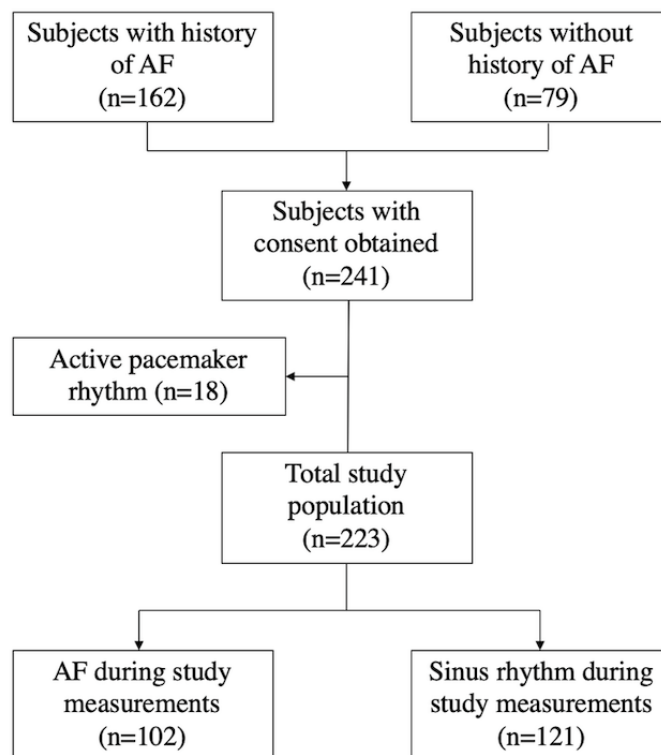 Subjects with history
of AF
(n=162)
Subjects without
history of AF
(n=79)
Subjects with
consent obtained
(n=241)
Active pacemaker
rhythm (n=18)
Total study
population
(n=223)
AF during study
measurements
(n=102)
Sinus rhythm during
study measurements
(n=121)